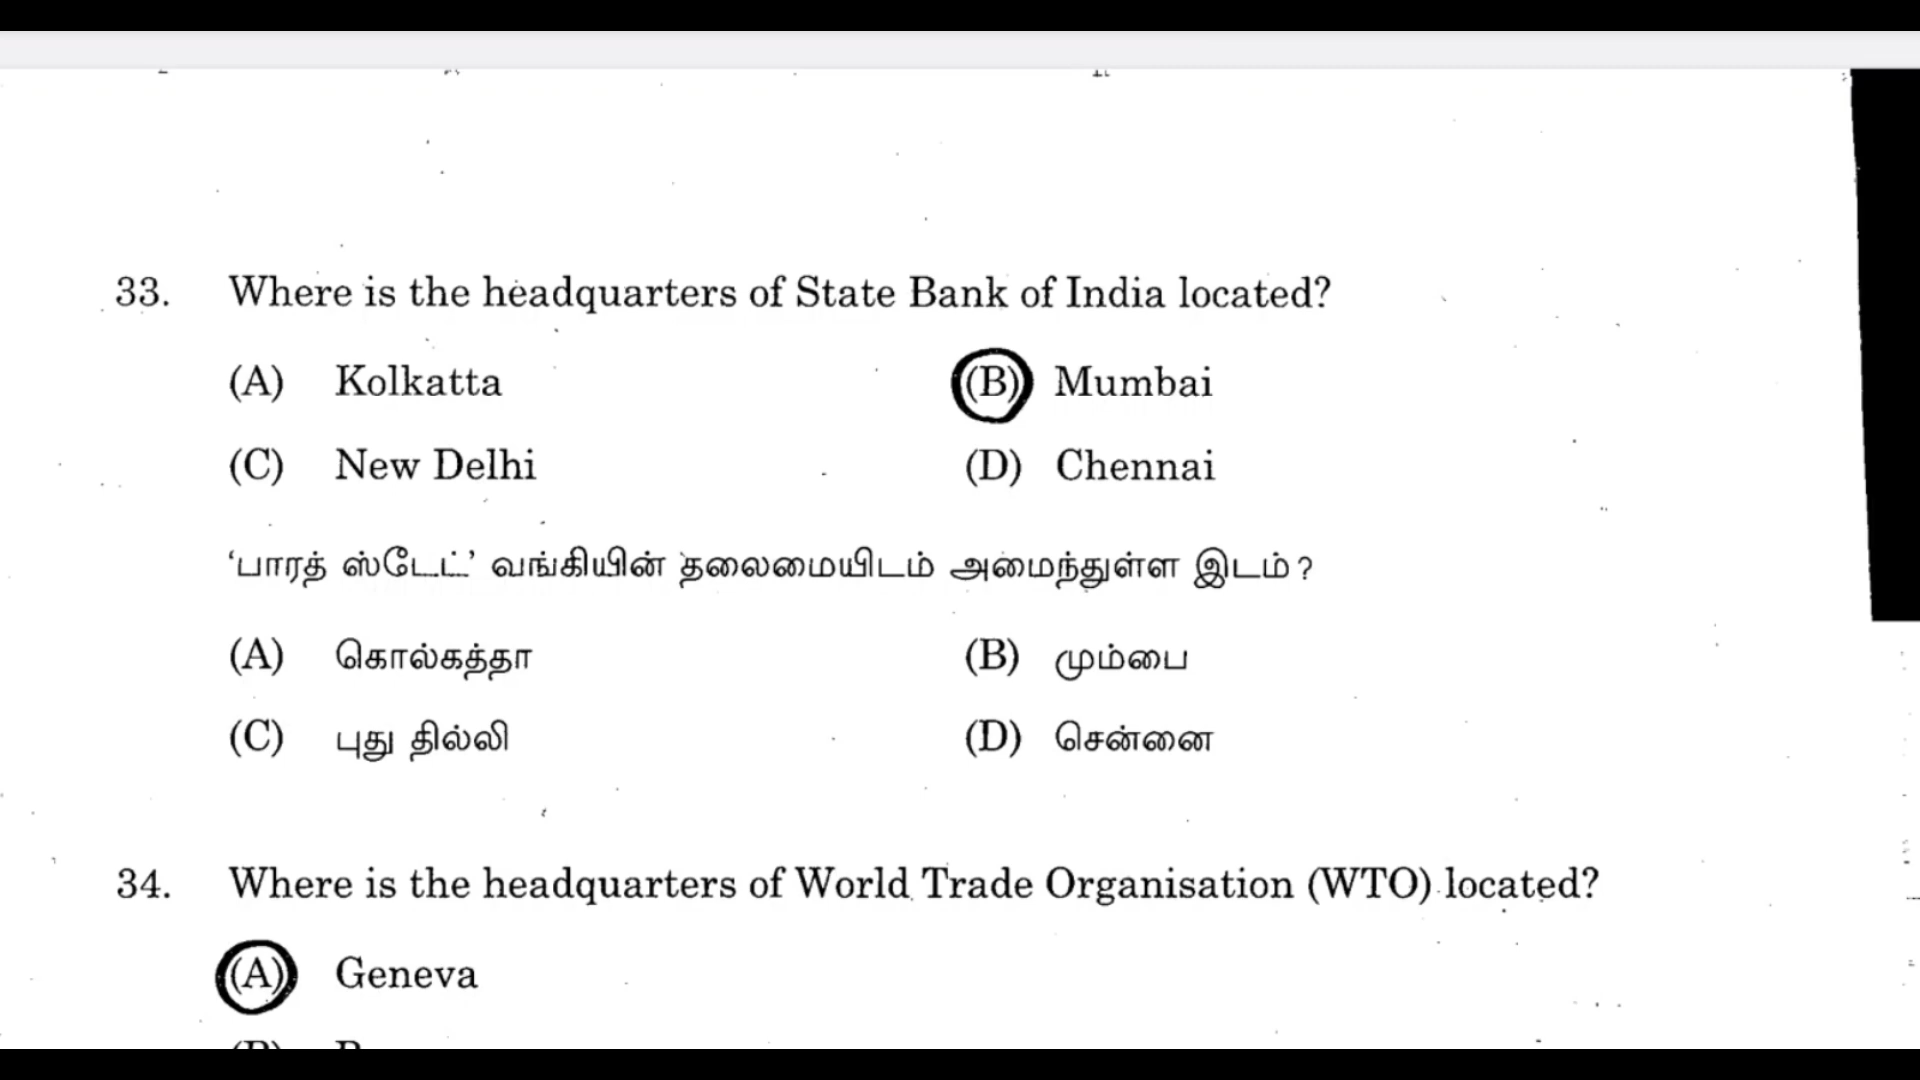 33. Where is the headquarters of State Bank of India located?
(A) Kolkatta (B) Mumbai
(C) New Delhi (D) Chennai
‘பாரத் ஸ்டேட்’ வங்கியின் தலைமையிடம் அமைந்துள்ள இடம் ?
(A) கொல்கத்தா (B) மும்பை
(C) புது தில்லி (D) சென்னை
34. Where is the headquarters of World Trade Organisation (WTO) located?
(A) Geneva